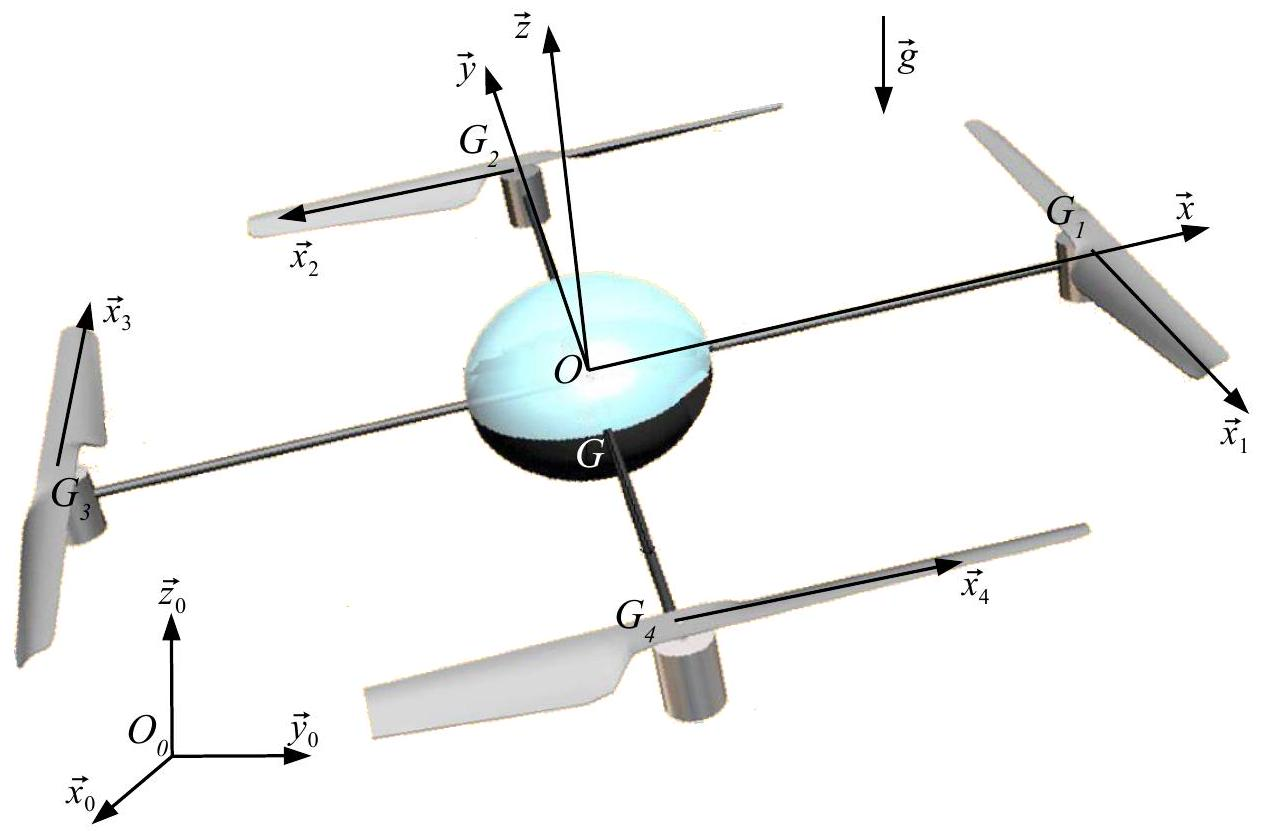 z⃗
y⃗
g⃗
G₂
G₁
x⃗
x⃗₂
x⃗₃
O
x⃗₁
G
G₃
z⃗₀
x⃗₄
G₄
O₀
y⃗₀
x⃗₀